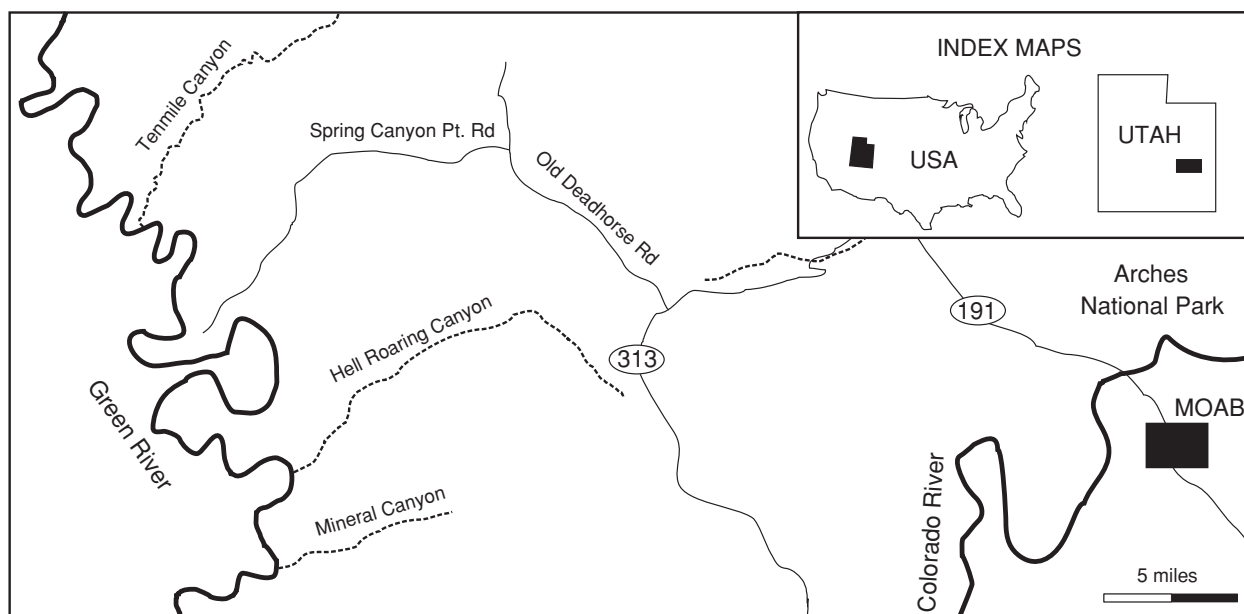 INDEX MAPS
USA
UTAH
Tenmile Canyon
Spring Canyon Pt. Rd
Old Deadhorse Rd
Arches
National Park
191
313
Hell Roaring Canyon
MOAB
Green River
Mineral Canyon
Colorado River
5 miles